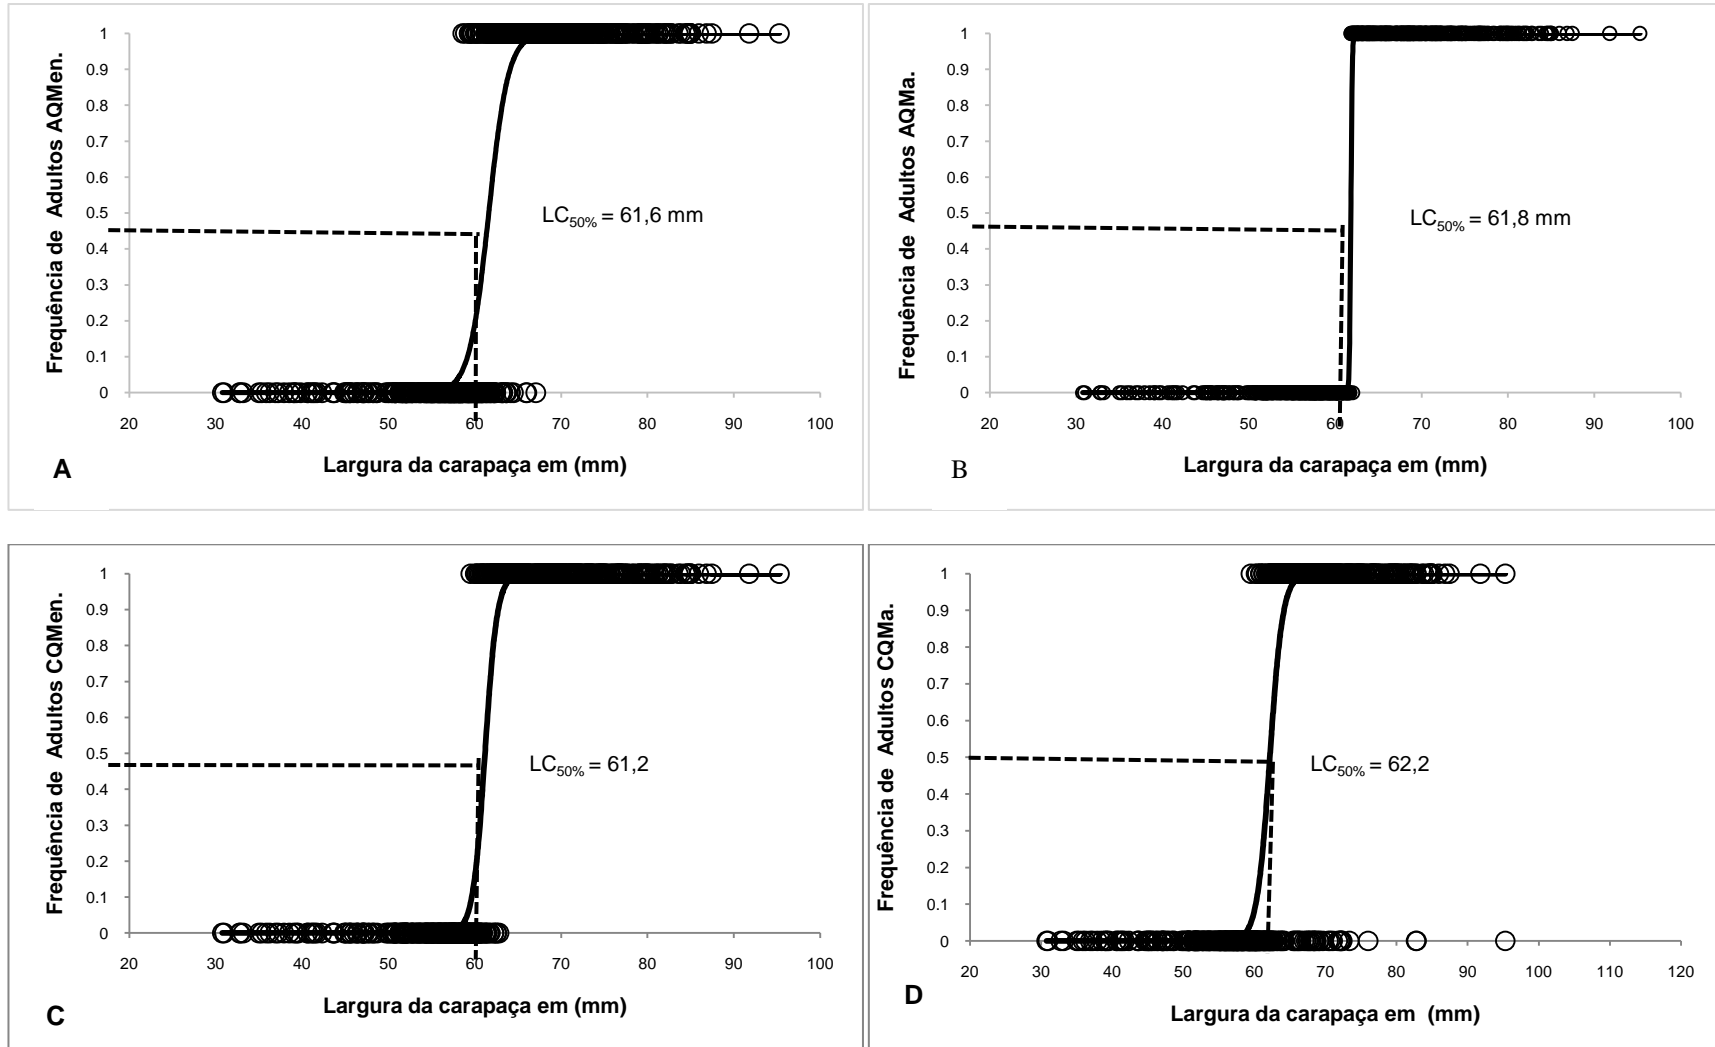 Frequência de Adultos AQMen.
1
0.9
0.8
0.7
0.6
0.5
0.4
0.3
0.2
0.1
0
LC50% = 61,6 mm
20 30 40 50 60 70 80 90 100
A
Largura da carapaça em (mm)
Frequência de Adultos AQMa.
1
0.9
0.8
0.7
0.6
0.5
0.4
0.3
0.2
0.1
0
LC50% = 61,8 mm
20 30 40 50 60 70 80 90 100
B
Largura da carapaça em (mm)
Frequência de Adultos CQMen.
1
0.9
0.8
0.7
0.6
0.5
0.4
0.3
0.2
0.1
0
LC50% = 61,2
20 30 40 50 60 70 80 90 100
C
Largura da carapaça em (mm)
Frequência de Adultos CQMa.
1
0.9
0.8
0.7
0.6
0.5
0.4
0.3
0.2
0.1
0
LC50% = 62,2
20 30 40 50 60 70 80 90 100 110 120
D
Largura da carapaça em (mm)